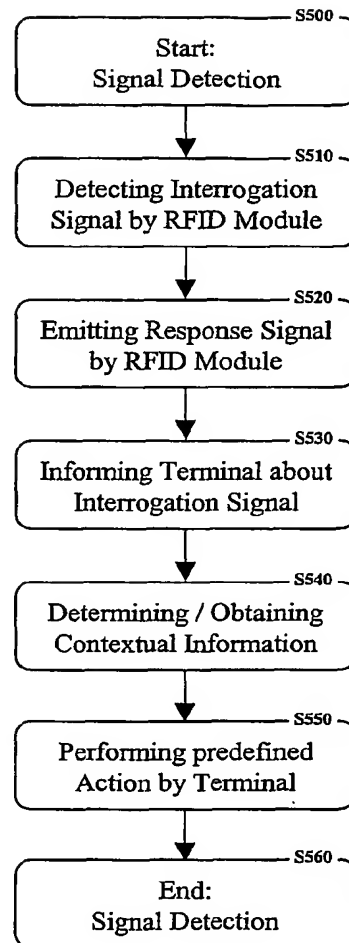 S500
Start:
Signal Detection
S510
Detecting Interrogation
Signal by RFID Module
S520
Emitting Response Signal
by RFID Module
S530
Informing Terminal about
Interrogation Signal
S540
Determining / Obtaining
Contextual Information
S550
Performing predefined
Action by Terminal
S560
End:
Signal Detection